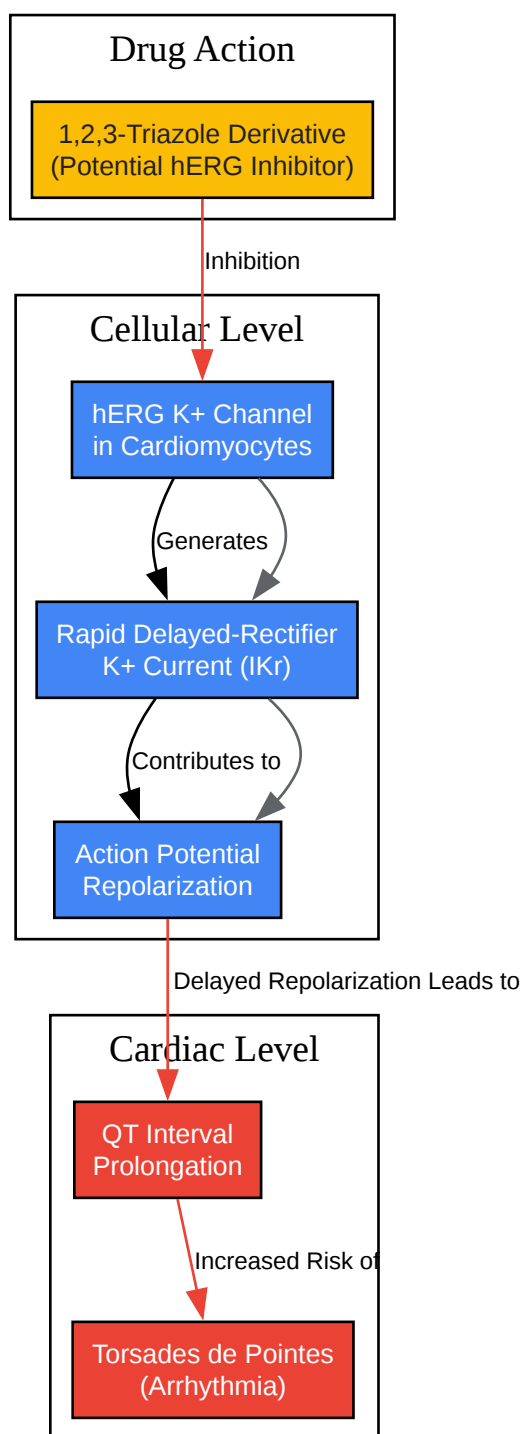 Drug Action
1,2,3-Triazole Derivative
(Potential hERG Inhibitor)
Inhibition
Cellular Level
hERG K+ Channel
in Cardiomyocytes
Generates
Rapid Delayed-Rectifier
K+ Current (IKr)
Contributes to
Action Potential
Repolarization
Delayed Repolarization Leads to
Cardiac Level
QT Interval
Prolongation
Increased Risk of
Torsades de Pointes
(Arrhythmia)